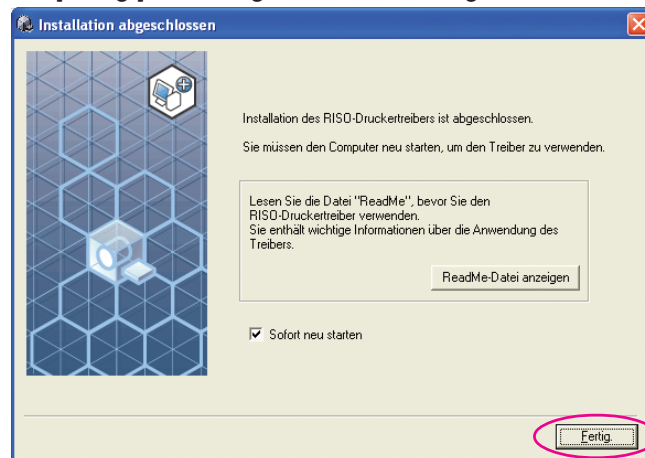 Installation abgeschlossen
Installation des RISO-Druckertreibers ist abgeschlossen.
Sie müssen den Computer neu starten, um den Treiber zu verwenden.
Lesen Sie die Datei "ReadMe", bevor Sie den
RISO-Druckertreiber verwenden.
Sie enthält wichtige Informationen über die Anwendung des
Treibers.
ReadMe-Datei anzeigen
Sofort neu starten
Fertig.